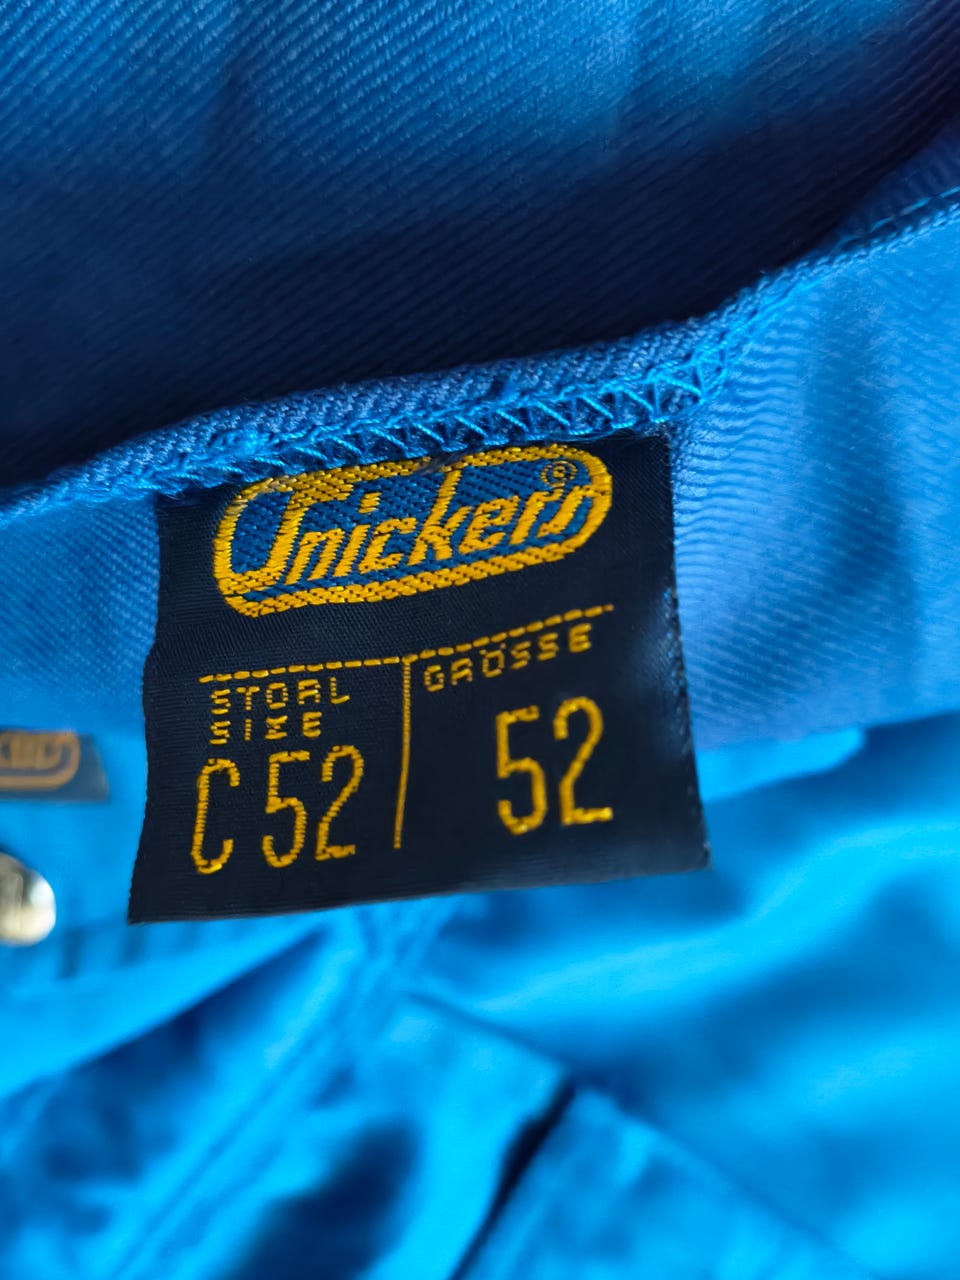 Snickers®
STORL
SIZE
GRÖSSE
C 52
52